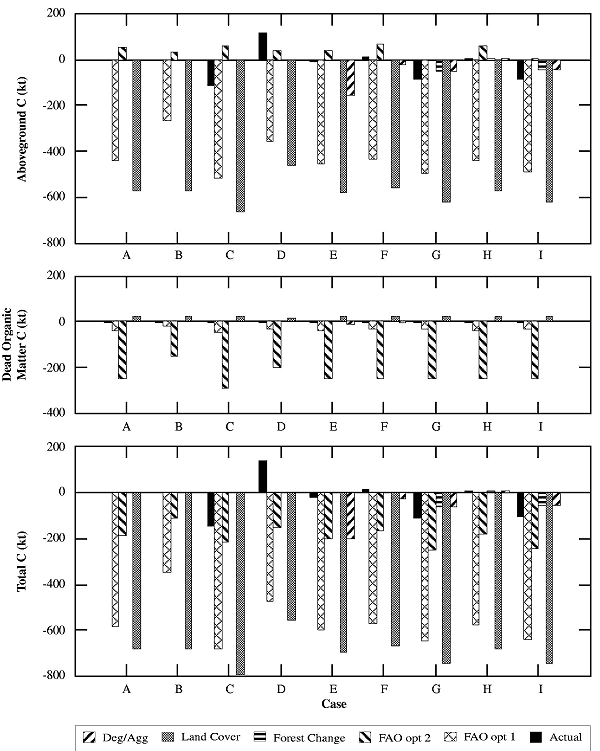 200
0
-200
-400
-600
-800
Aboveground C (kt)
A B C D E F G H I
200
0
-200
-400
Dead Organic
Matter C (kt)
A B C D E F G H I
200
0
-200
-400
-600
-800
Total C (kt)
A B C D E F G H I
Case
Deg/Agg Land Cover Forest Change FAO opt 2 FAO opt 1 Actual